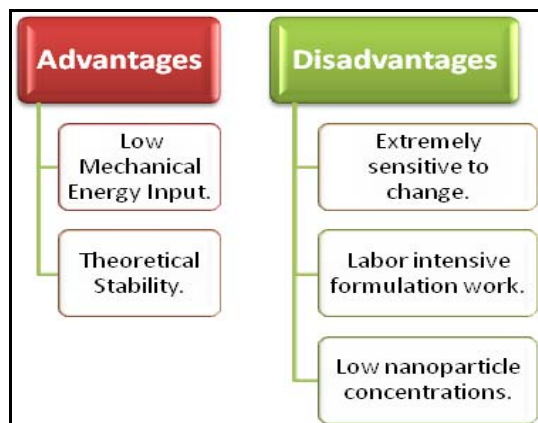 Advantages
Low
Mechanical
Energy Input.
Theoretical
Stability.
Disadvantages
Extremely
sensitive to
change.
Labor intensive
formulation work.
Low nanoparticle
concentrations.